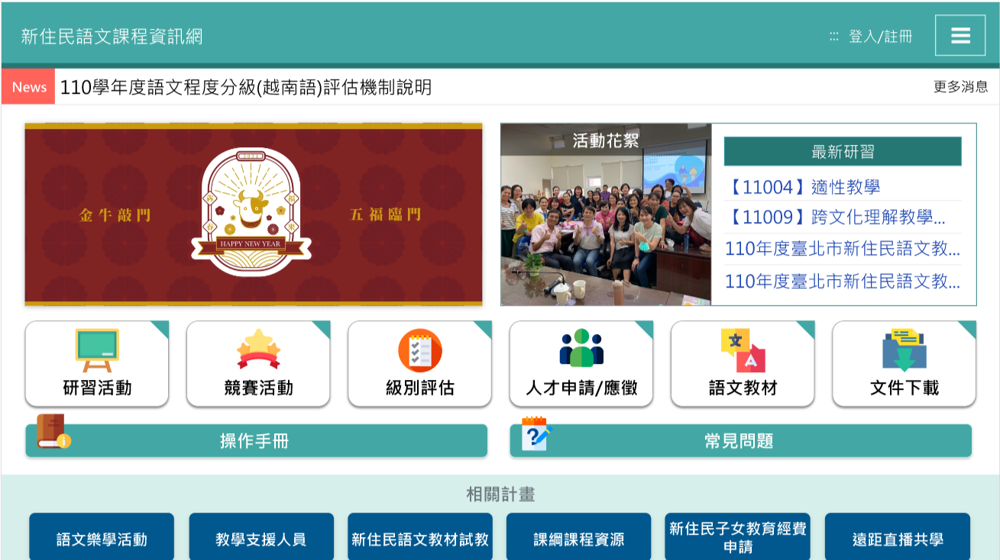 新住民語文課程資訊網
::: 登入/註冊
News 110學年度語文程度分級(越南語)評估機制說明 更多消息
金牛敲門
2021
HAPPY NEW YEAR
五福臨門
活動花絮
最新研習
【11004】適性教學
【11009】跨文化理解教學...
110年度臺北市新住民語文教...
110年度臺北市新住民語文教...
研習活動
競賽活動
級別評估
人才申請/應徵
語文教材
文件下載
操作手冊
常見問題
相關計畫
語文樂學活動
教學支援人員
新住民語文教材試教
課綱課程資源
新住民子女教育經費
申請
遠距直播共學